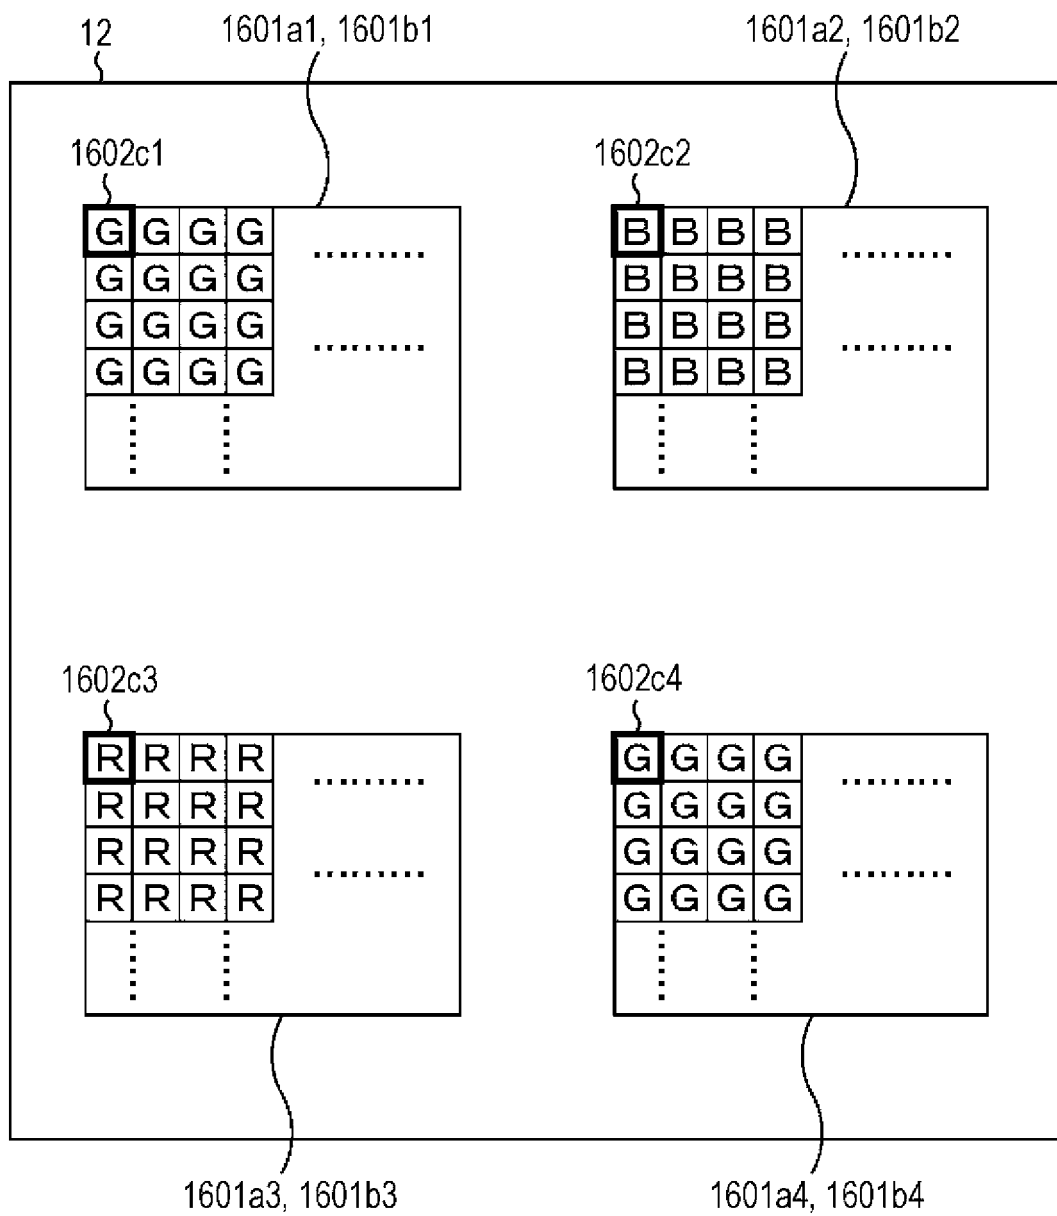 12
1601a1, 1601b1
1601a2, 1601b2
1602c1
1602c2
G G G G
G G G G
G G G G
G G G G
B B B B
B B B B
B B B B
B B B B
1602c3
1602c4
R R R R
R R R R
R R R R
R R R R
G G G G
G G G G
G G G G
G G G G
1601a3, 1601b3
1601a4, 1601b4